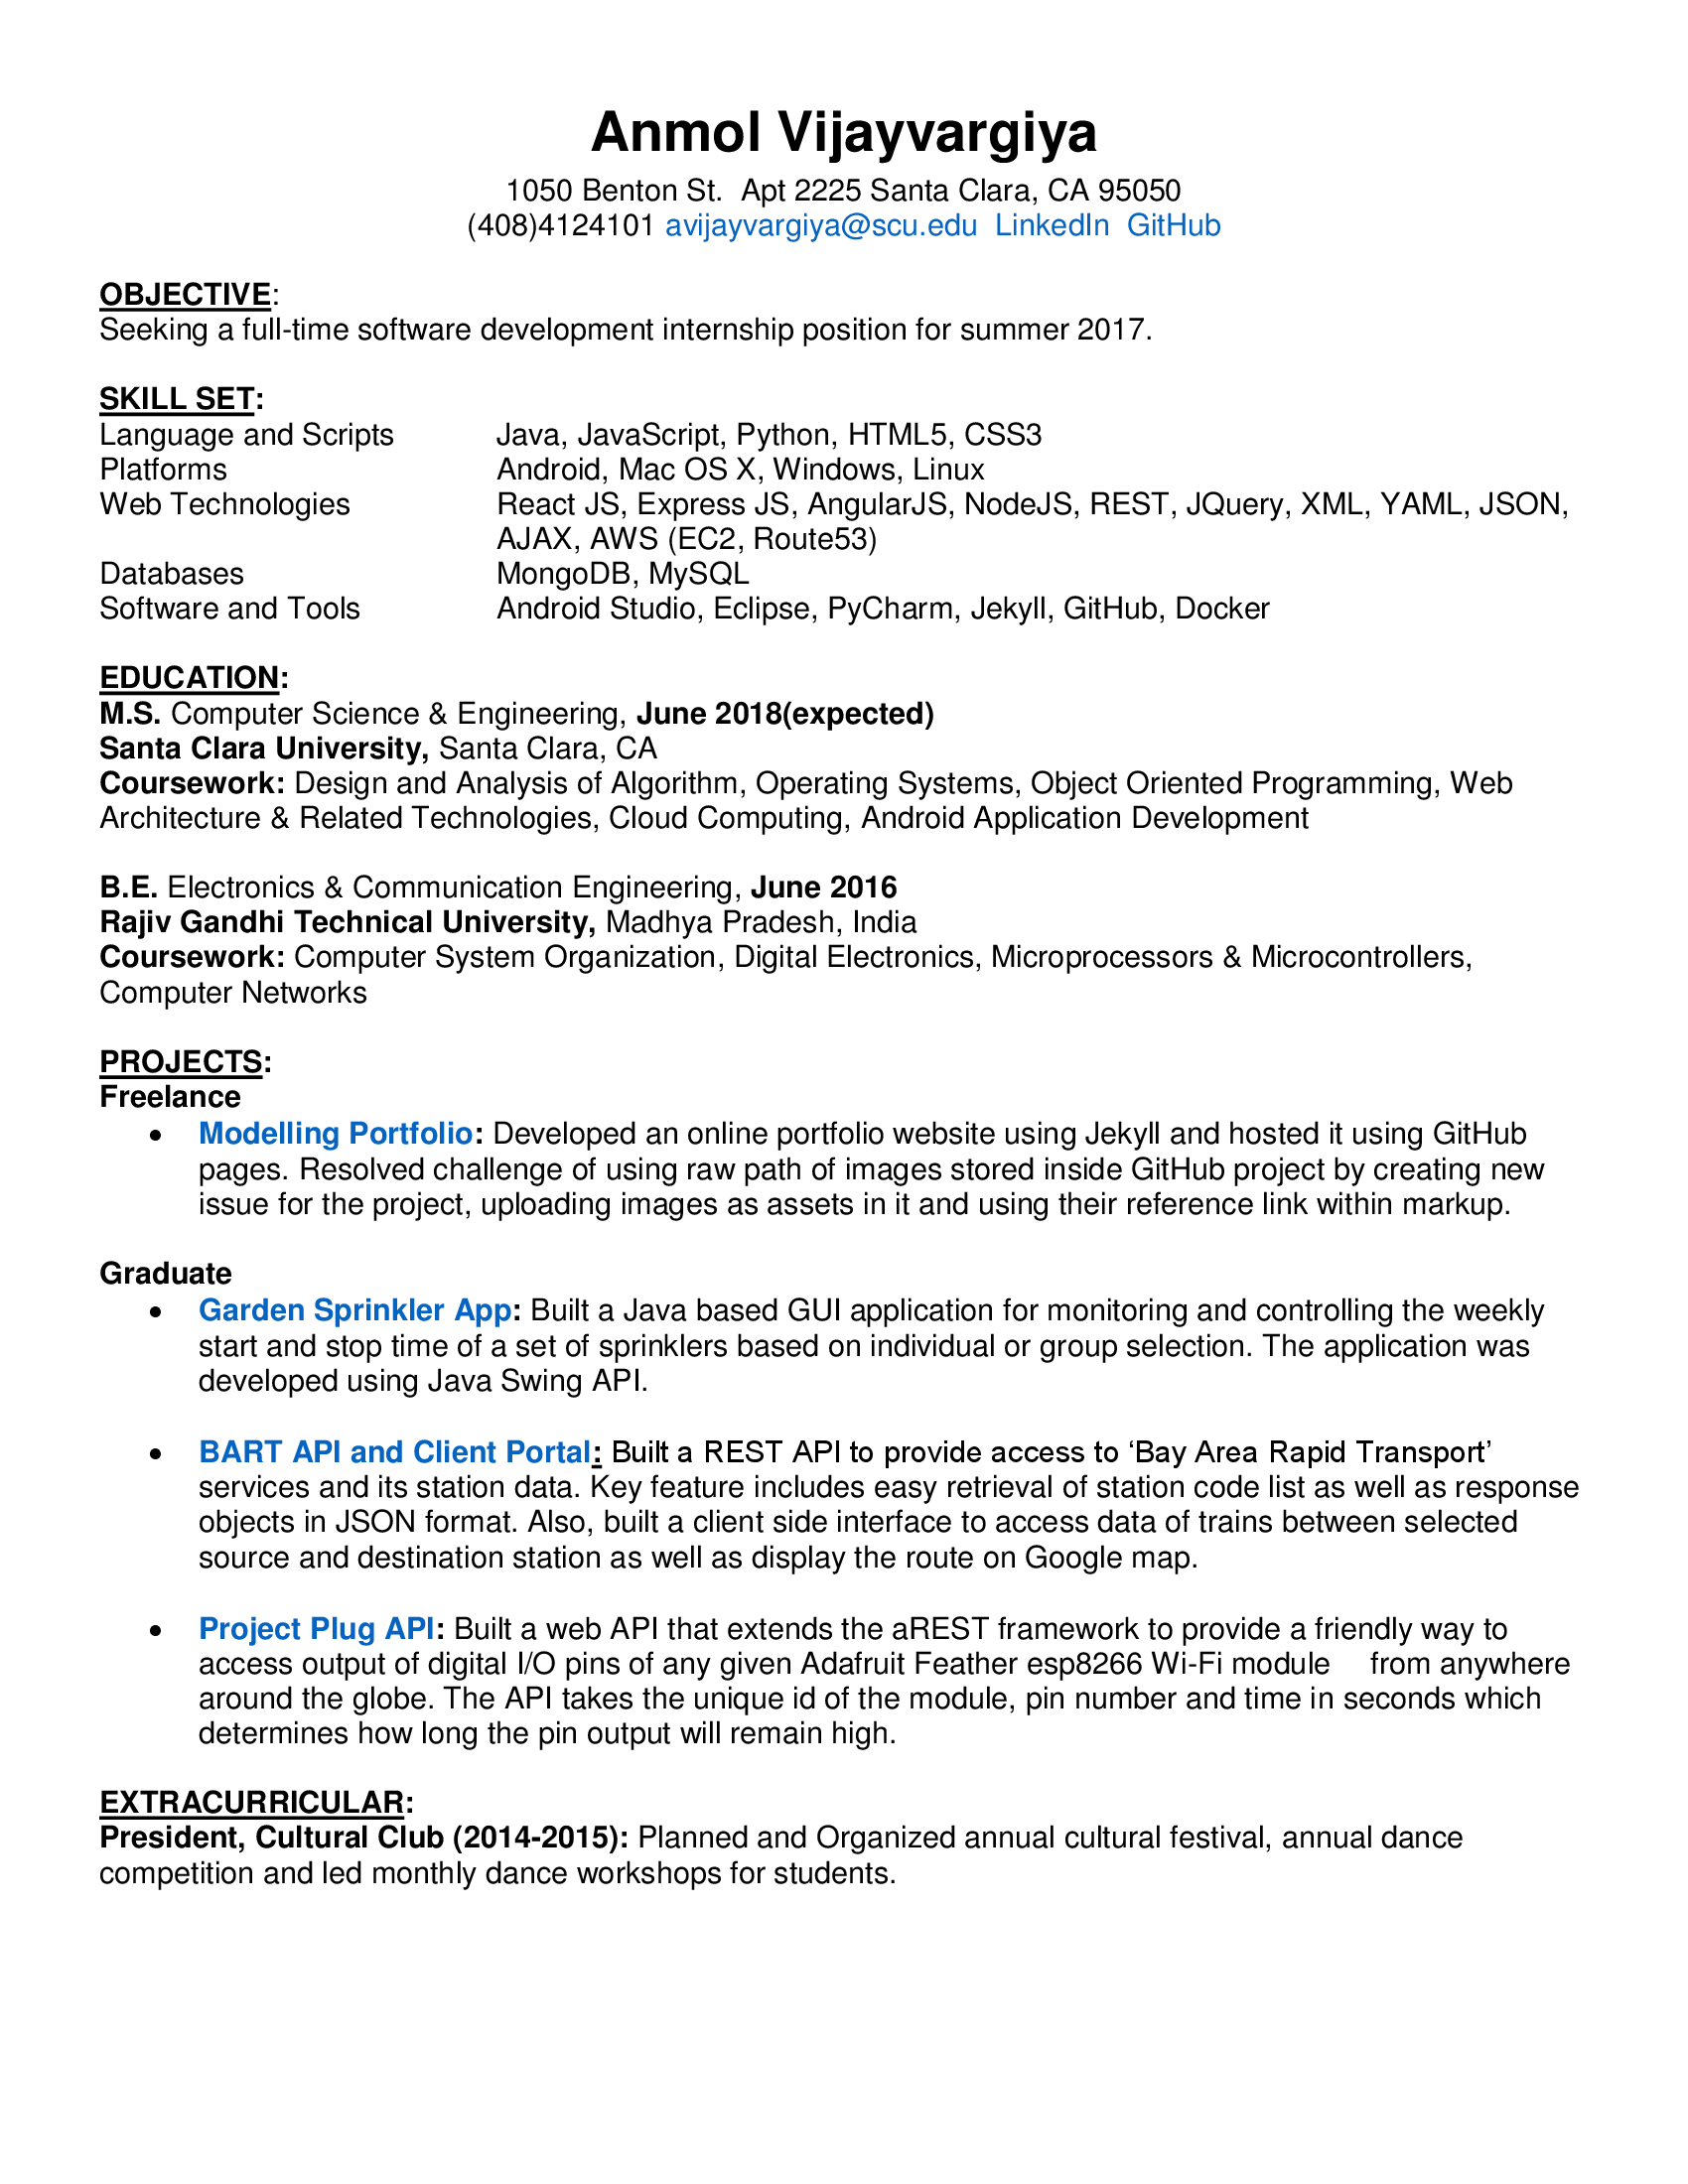 Anmol Vijayvargiya
1050 Benton St.  Apt 2225 Santa Clara, CA 95050
(408)4124101 avijayvargiya@scu.edu  LinkedIn  GitHub
OBJECTIVE:
Seeking a full-time software development internship position for summer 2017.
SKILL SET:
Language and Scripts Java, JavaScript, Python, HTML5, CSS3
Platforms Android, Mac OS X, Windows, Linux
Web Technologies React JS, Express JS, AngularJS, NodeJS, REST, JQuery, XML, YAML, JSON,
AJAX, AWS (EC2, Route53)
Databases MongoDB, MySQL
Software and Tools Android Studio, Eclipse, PyCharm, Jekyll, GitHub, Docker
EDUCATION:
M.S. Computer Science & Engineering, June 2018(expected)
Santa Clara University, Santa Clara, CA
Coursework: Design and Analysis of Algorithm, Operating Systems, Object Oriented Programming, Web
Architecture & Related Technologies, Cloud Computing, Android Application Development
B.E. Electronics & Communication Engineering, June 2016
Rajiv Gandhi Technical University, Madhya Pradesh, India
Coursework: Computer System Organization, Digital Electronics, Microprocessors & Microcontrollers,
Computer Networks
PROJECTS:
Freelance
• Modelling Portfolio: Developed an online portfolio website using Jekyll and hosted it using GitHub
pages. Resolved challenge of using raw path of images stored inside GitHub project by creating new
issue for the project, uploading images as assets in it and using their reference link within markup.
Graduate
• Garden Sprinkler App: Built a Java based GUI application for monitoring and controlling the weekly
start and stop time of a set of sprinklers based on individual or group selection. The application was
developed using Java Swing API.
• BART API and Client Portal: Built a REST API to provide access to ‘Bay Area Rapid Transport’
services and its station data. Key feature includes easy retrieval of station code list as well as response
objects in JSON format. Also, built a client side interface to access data of trains between selected
source and destination station as well as display the route on Google map.
• Project Plug API: Built a web API that extends the aREST framework to provide a friendly way to
access output of digital I/O pins of any given Adafruit Feather esp8266 Wi-Fi module    from anywhere
around the globe. The API takes the unique id of the module, pin number and time in seconds which
determines how long the pin output will remain high.
EXTRACURRICULAR:
President, Cultural Club (2014-2015): Planned and Organized annual cultural festival, annual dance
competition and led monthly dance workshops for students.